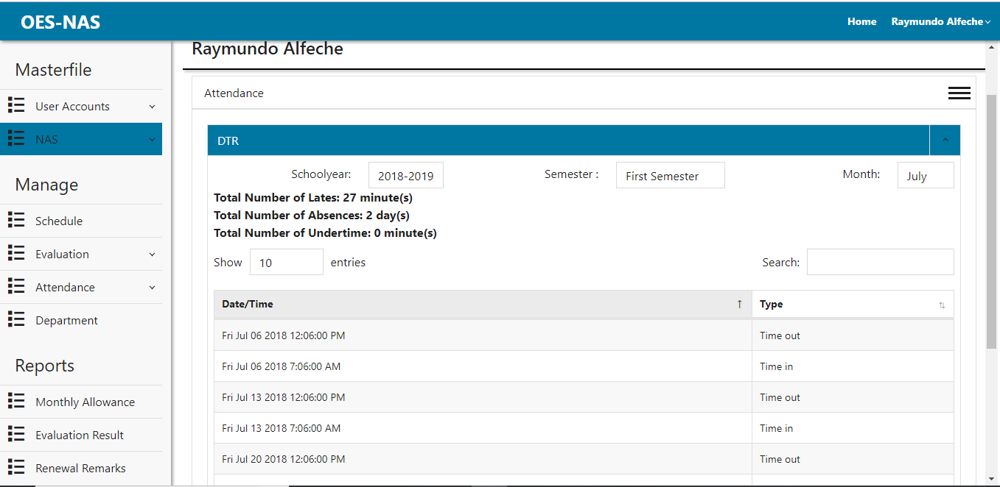 OES-NAS
Home
Raymundo Alfeche
Masterfile
User Accounts
NAS
Manage
Schedule
Evaluation
Attendance
Department
Reports
Monthly Allowance
Evaluation Result
Renewal Remarks
Raymundo Alfeche
Attendance
DTR
Schoolyear: 2018-2019 Semester : First Semester Month: July
Total Number of Lates: 27 minute(s)
Total Number of Absences: 2 day(s)
Total Number of Undertime: 0 minute(s)
Show 10 entries Search:
Date/Time Type
Fri Jul 06 2018 12:06:00 PM Time out
Fri Jul 06 2018 7:06:00 AM Time in
Fri Jul 13 2018 12:06:00 PM Time out
Fri Jul 13 2018 7:06:00 AM Time in
Fri Jul 20 2018 12:06:00 PM Time out